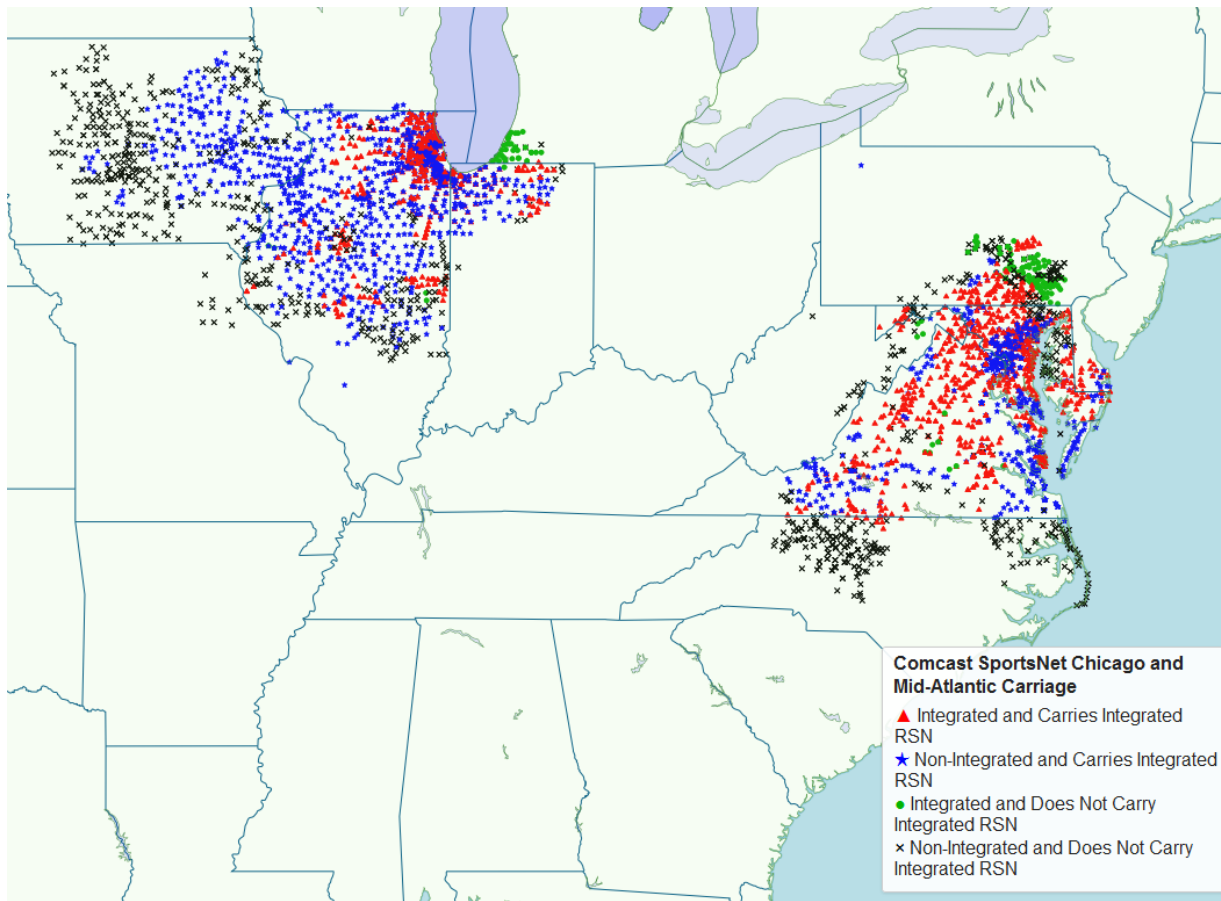 Comcast SportsNet Chicago and
Mid-Atlantic Carriage
Integrated and Carries Integrated
RSN
Non-Integrated and Carries Integrated
RSN
Integrated and Does Not Carry
Integrated RSN
Non-Integrated and Does Not Carry
Integrated RSN